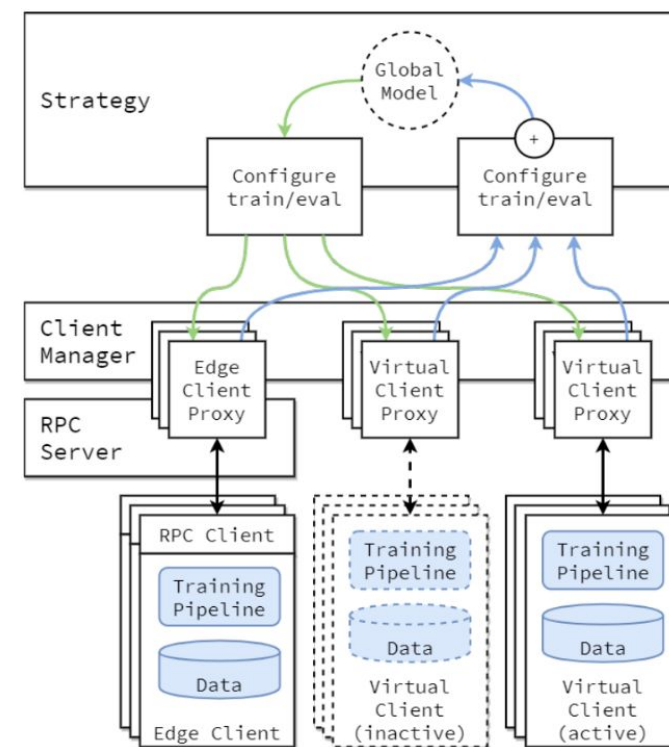 Strategy
Global
Model
+
Configure
train/eval
Configure
train/eval
Client
Manager
Edge
Client
Proxy
Virtual
Client
Proxy
Virtual
Client
Proxy
RPC
Server
RPC Client
Training
Pipeline
Data
Edge Client
Training
Pipeline
Data
Virtual
Client
(inactive)
Training
Pipeline
Data
Virtual
Client
(active)